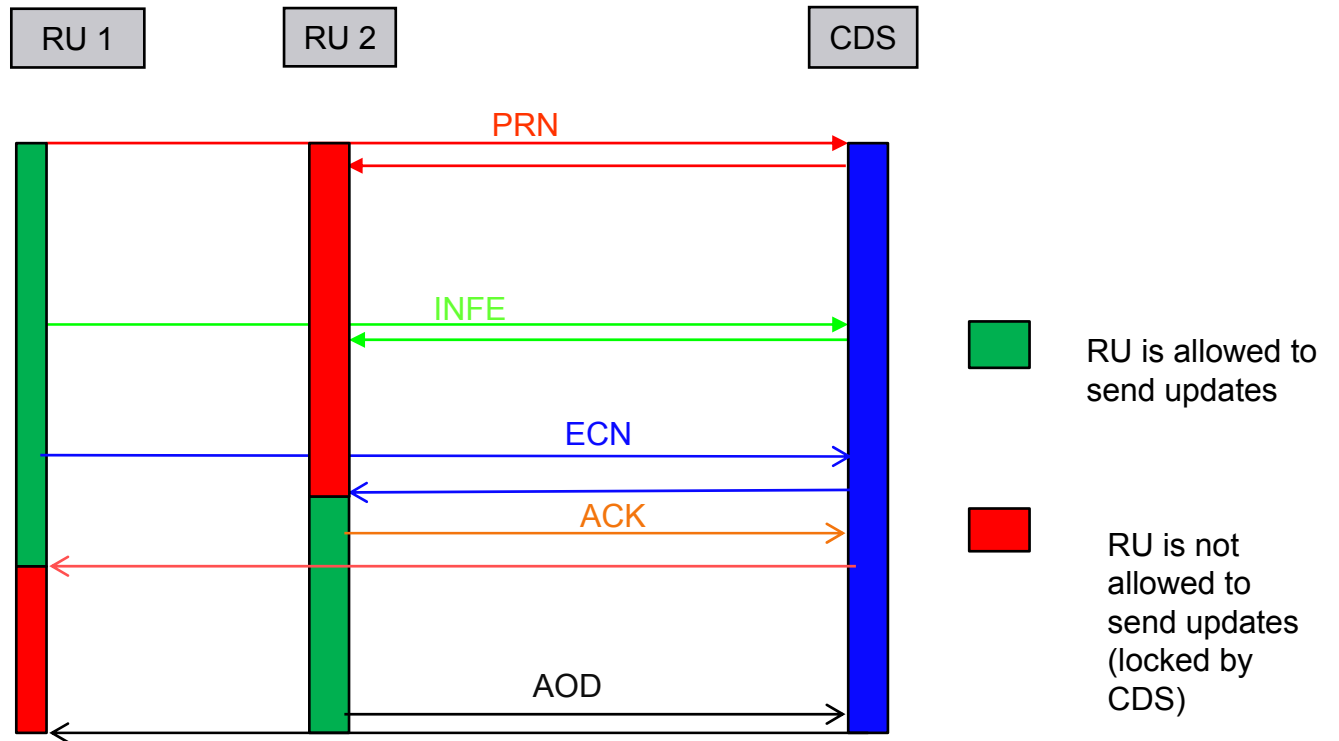 RU 1
RU 2
CDS
PRN
INFE
RU is allowed to
send updates
ECN
ACK
RU is not
allowed to
send updates
(locked by
CDS)
AOD